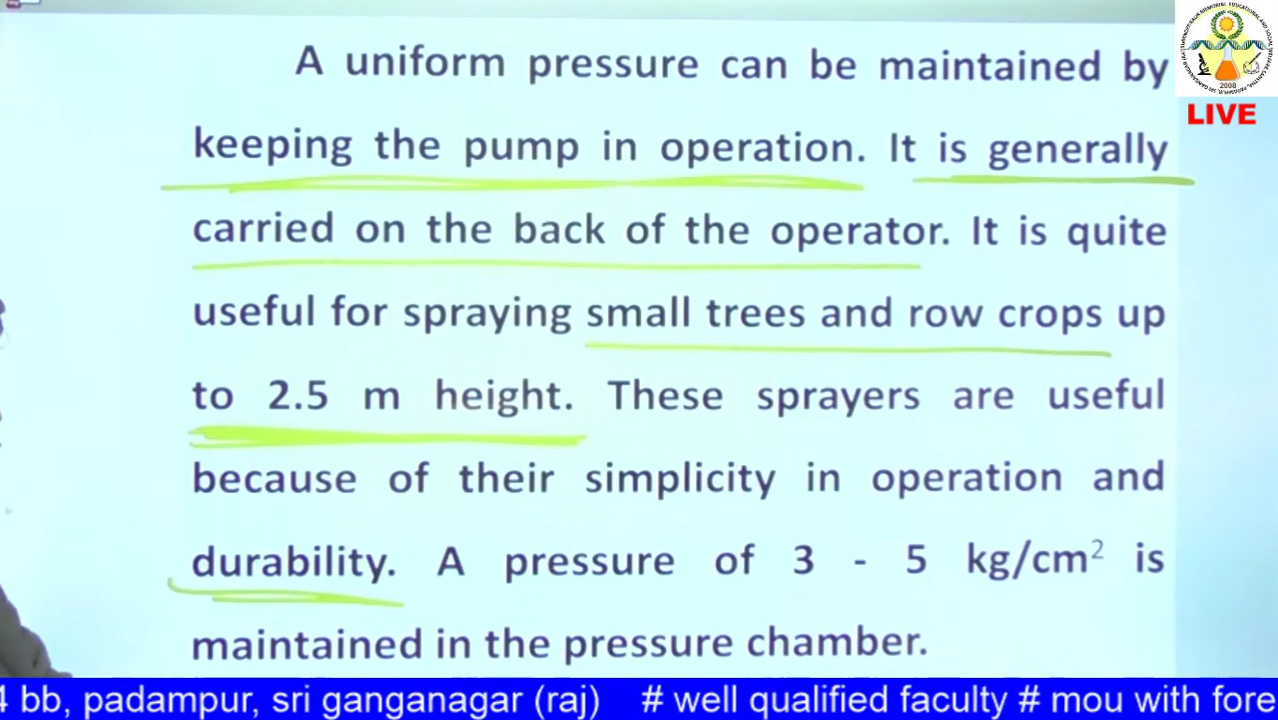 A uniform pressure can be maintained by
keeping the pump in operation. It is generally
carried on the back of the operator. It is quite
useful for spraying small trees and row crops up
to 2.5 m height. These sprayers are useful
because of their simplicity in operation and
durability. A pressure of 3 - 5 kg/cm² is
maintained in the pressure chamber.
2008
LIVE
4 bb, padampur, sri ganganagar (raj) # well qualified faculty # mou with fore